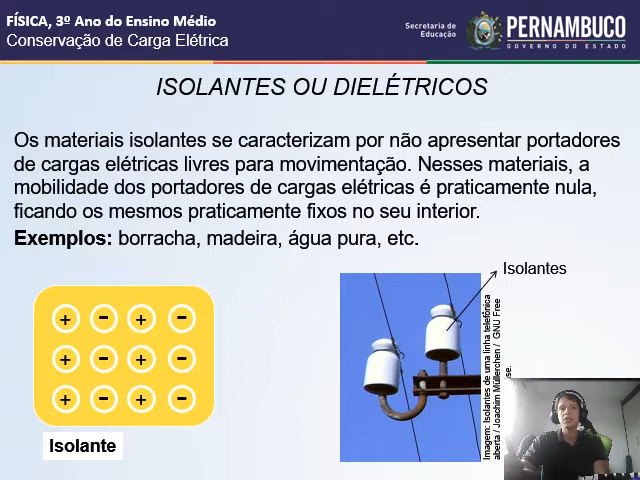 FÍSICA, 3º Ano do Ensino Médio
Conservação de Carga Elétrica
Secretaria de
Educação
PERNAMBUCO
GOVERNO DO ESTADO
ISOLANTES OU DIELÉTRICOS
Os materiais isolantes se caracterizam por não apresentar portadores
de cargas elétricas livres para movimentação. Nesses materiais, a
mobilidade dos portadores de cargas elétricas é praticamente nula,
ficando os mesmos praticamente fixos no seu interior.
Exemplos: borracha, madeira, água pura, etc.
Isolantes
+ - + -
+ - + -
+ - + -
Isolante
Imagem: Isolantes de uma linha telefônica
aberta / Joachim Müllerchen / GNU Free
se.